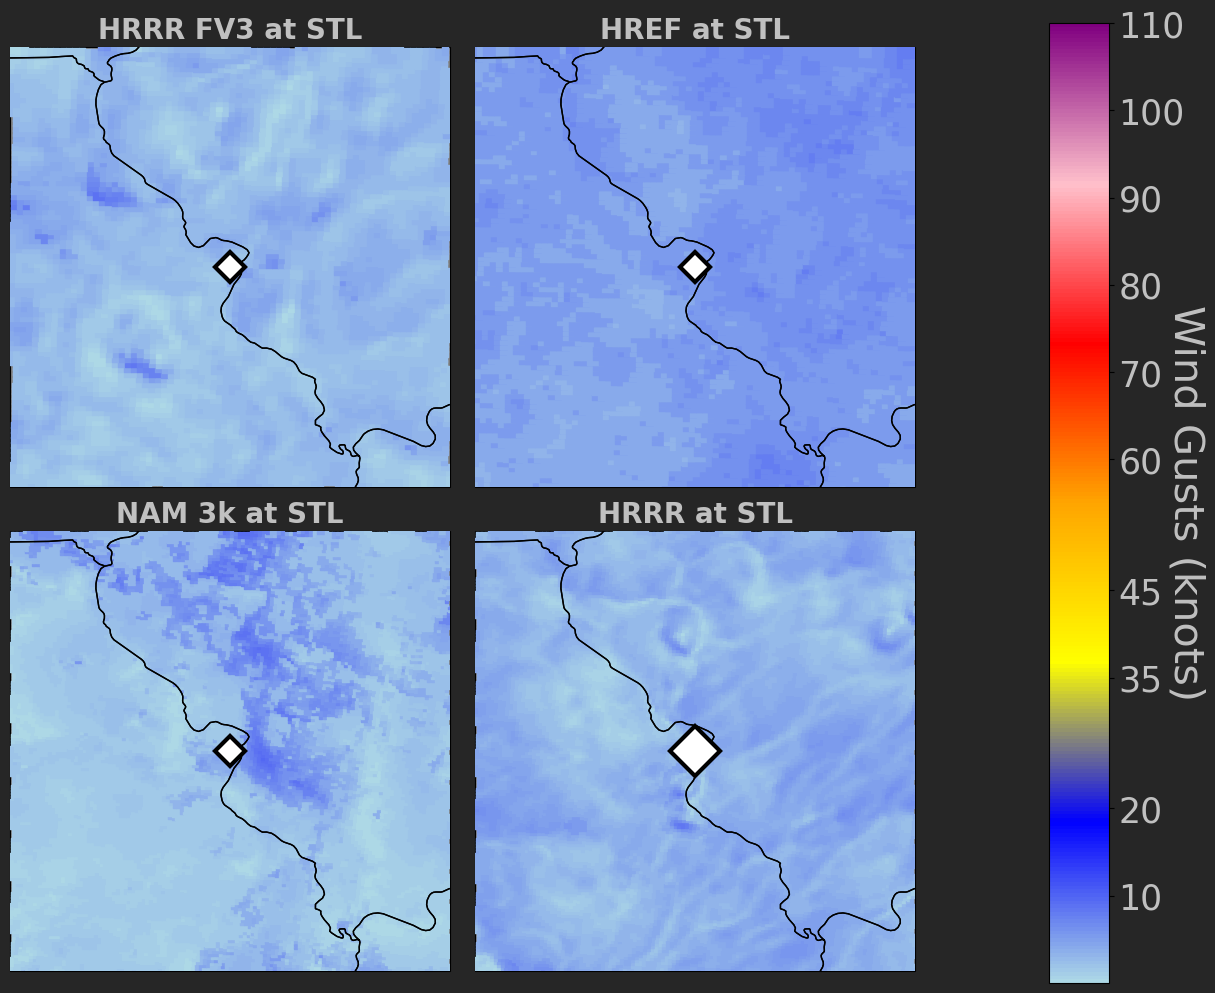 HRRR FV3 at STL
HREF at STL
NAM 3k at STL
HRRR at STL
110
100
90
80
70
60
45
35
20
10
Wind Gusts (knots)